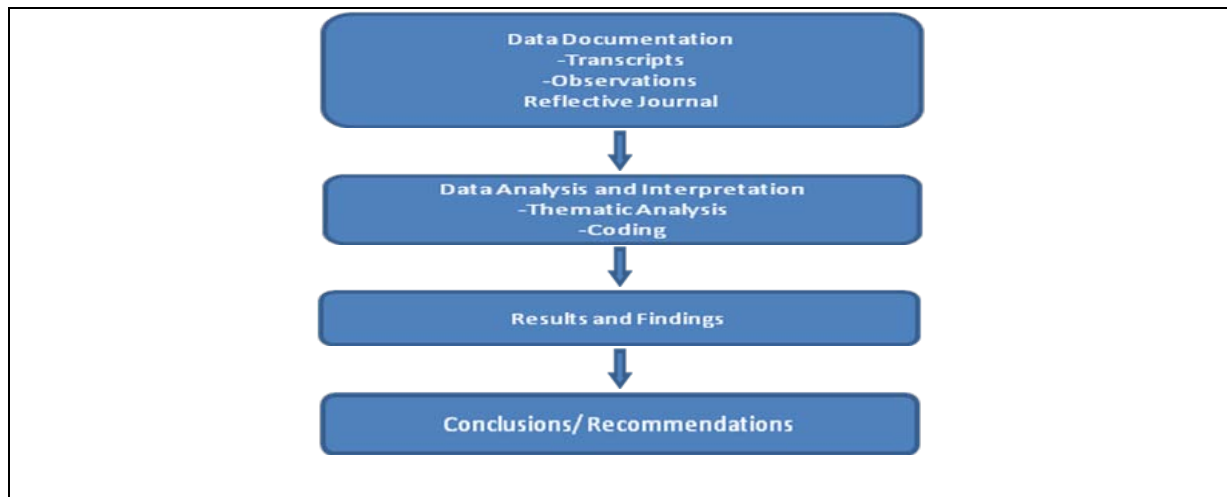 Data Documentation
-Transcripts
-Observations
Reflective Journal
Data Analysis and Interpretation
-Thematic Analysis
-Coding
Results and Findings
Conclusions/ Recommendations